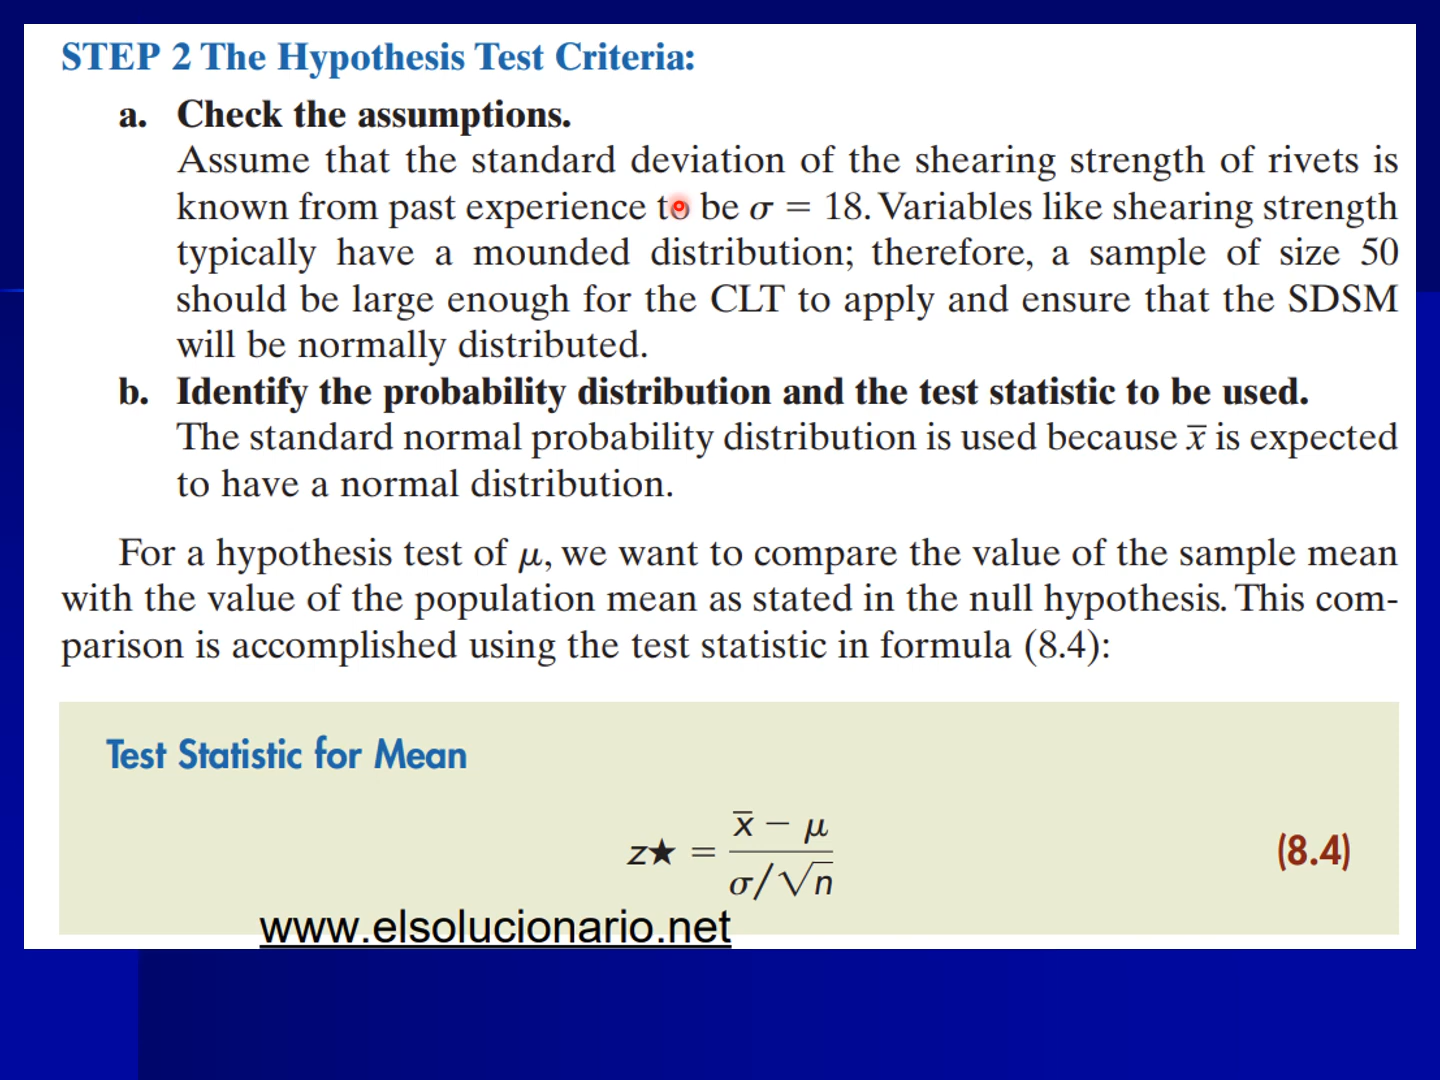 STEP 2 The Hypothesis Test Criteria:
a. Check the assumptions.
Assume that the standard deviation of the shearing strength of rivets is
known from past experience to be σ = 18. Variables like shearing strength
typically have a mounded distribution; therefore, a sample of size 50
should be large enough for the CLT to apply and ensure that the SDSM
will be normally distributed.
b. Identify the probability distribution and the test statistic to be used.
The standard normal probability distribution is used because x̅ is expected
to have a normal distribution.
For a hypothesis test of μ, we want to compare the value of the sample mean
with the value of the population mean as stated in the null hypothesis. This com-
parison is accomplished using the test statistic in formula (8.4):
Test Statistic for Mean
z★ = (x̅ − μ) / (σ/√n) (8.4)
www.elsolucionario.net